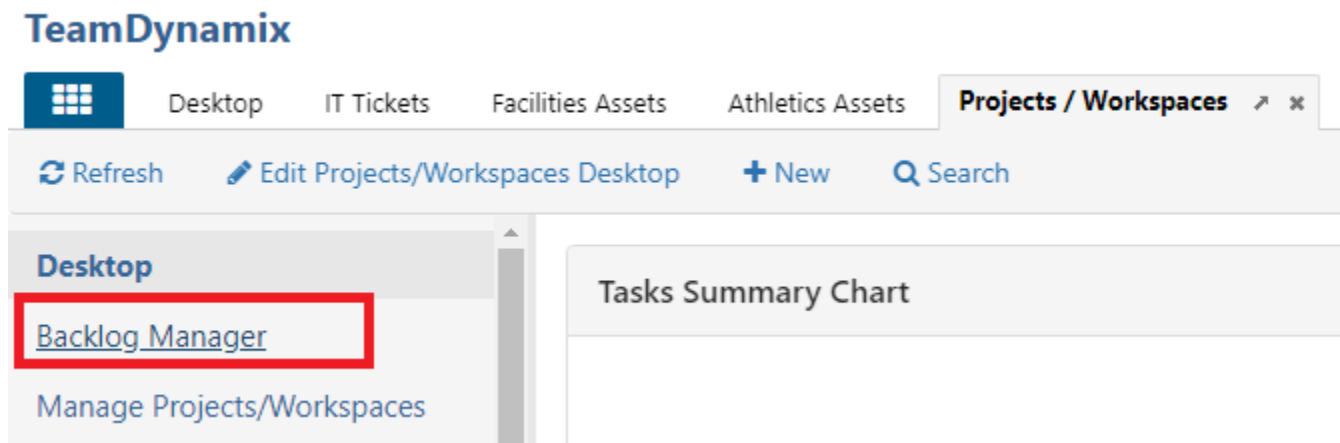 TeamDynamix
Desktop IT Tickets Facilities Assets Athletics Assets Projects / Workspaces
Refresh Edit Projects/Workspaces Desktop New Search
Desktop
Backlog Manager
Manage Projects/Workspaces
Tasks Summary Chart